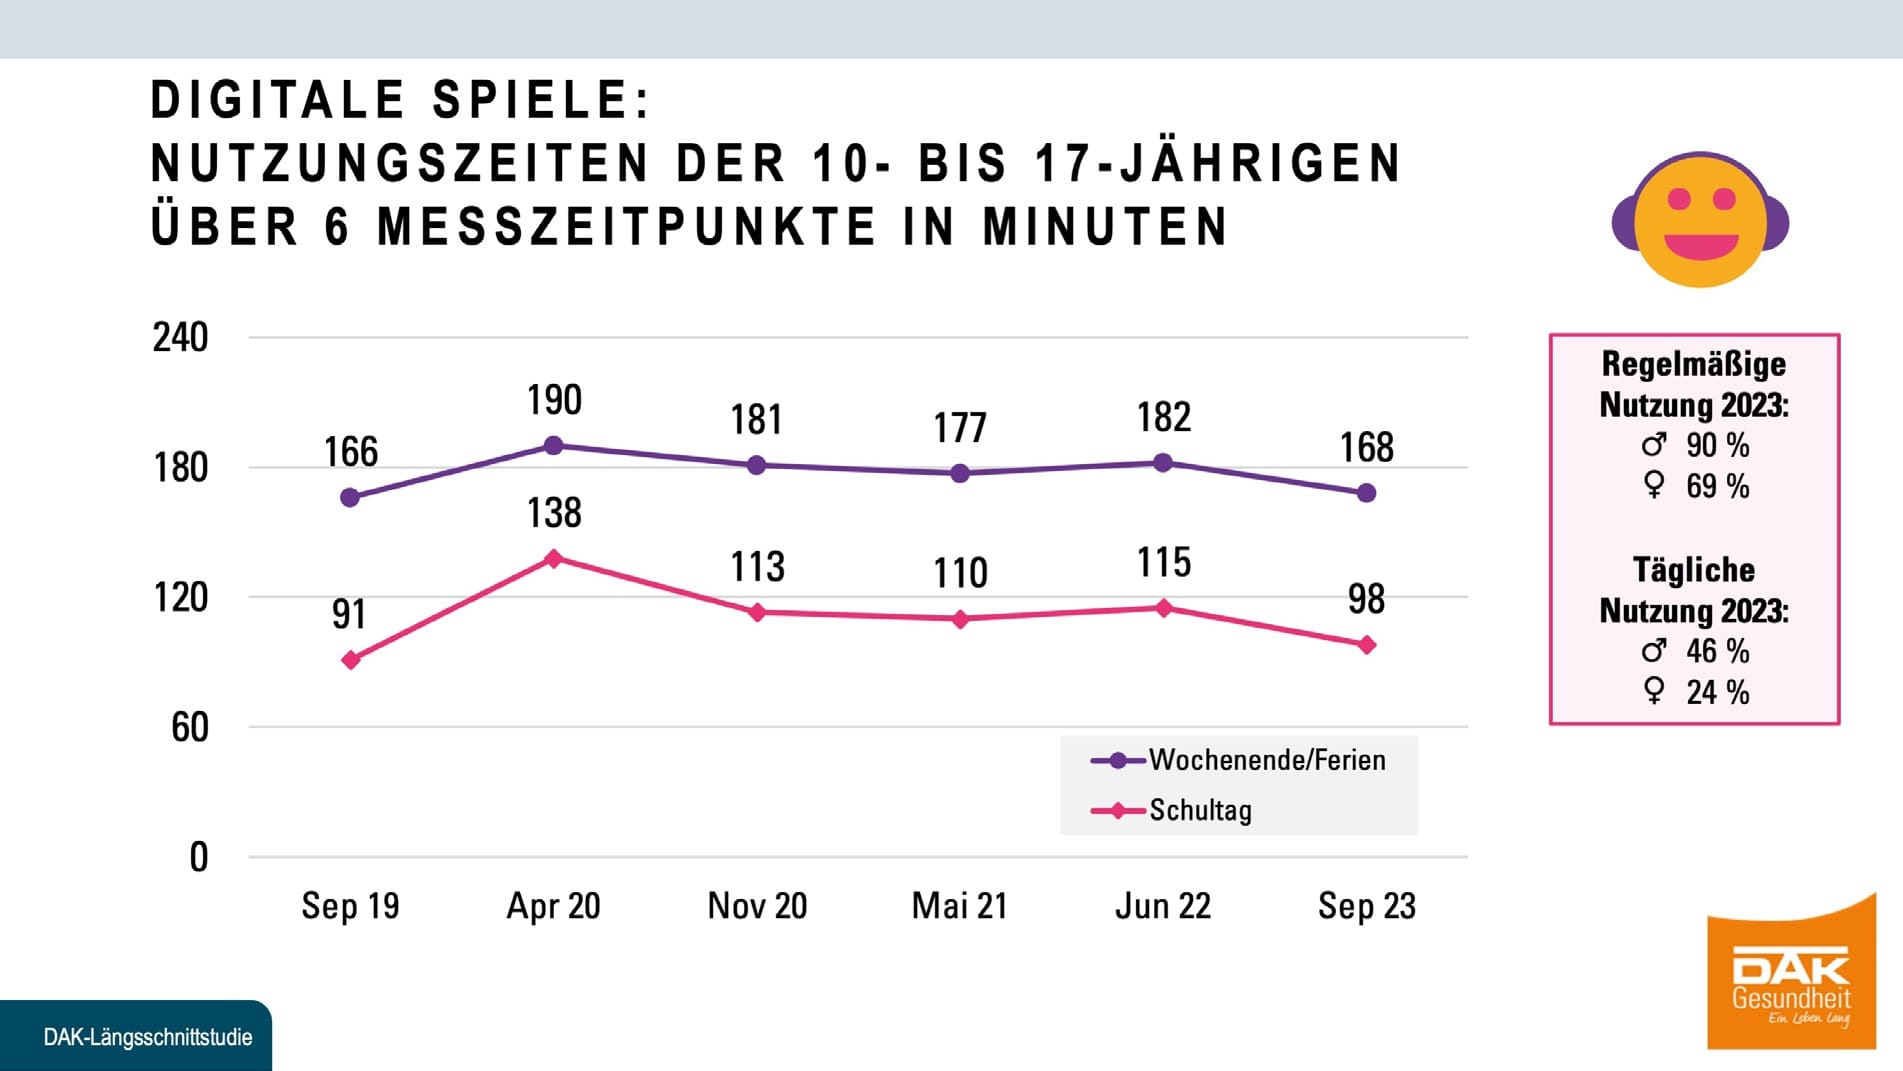 DIGITALE SPIELE:
NUTZUNGSZEITEN DER 10- BIS 17-JÄHRIGEN
ÜBER 6 MESSZEITPUNKTE IN MINUTEN
240
180
120
60
0
166
190
181
177
182
168
91
138
113
110
115
98
Wochenende/Ferien
Schultag
Sep 19
Apr 20
Nov 20
Mai 21
Jun 22
Sep 23
Regelmäßige
Nutzung 2023:
♂ 90 %
♀ 69 %
Tägliche
Nutzung 2023:
♂ 46 %
♀ 24 %
DAK-Längsschnittstudie
DAK
Gesundheit
Ein Leben lang